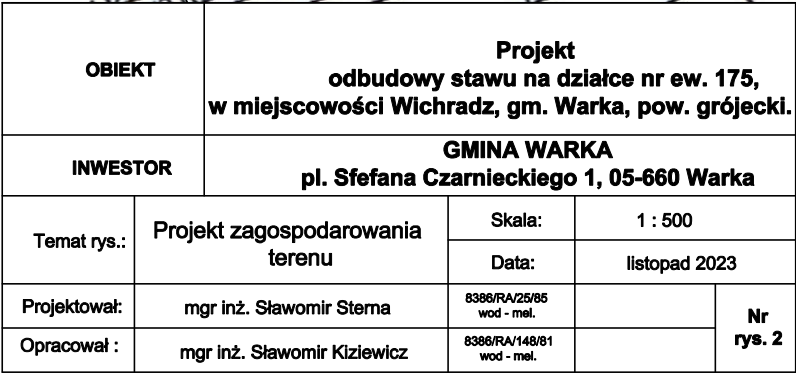 OBIEKT
Projekt
odbudowy stawu na działce nr ew. 175,
w miejscowości Wichradz, gm. Warka, pow. grójecki.
INWESTOR
GMINA WARKA
pl. Sfefana Czarnieckiego 1, 05-660 Warka
Temat rys.:
Projekt zagospodarowania
terenu
Skala:
1 : 500
Data:
listopad 2023
Projektował:
mgr inż. Sławomir Sterna
8386/RA/25/85
wod - mel.
Opracował :
mgr inż. Sławomir Kiziewicz
8386/RA/148/81
wod - mel.
Nr
rys. 2